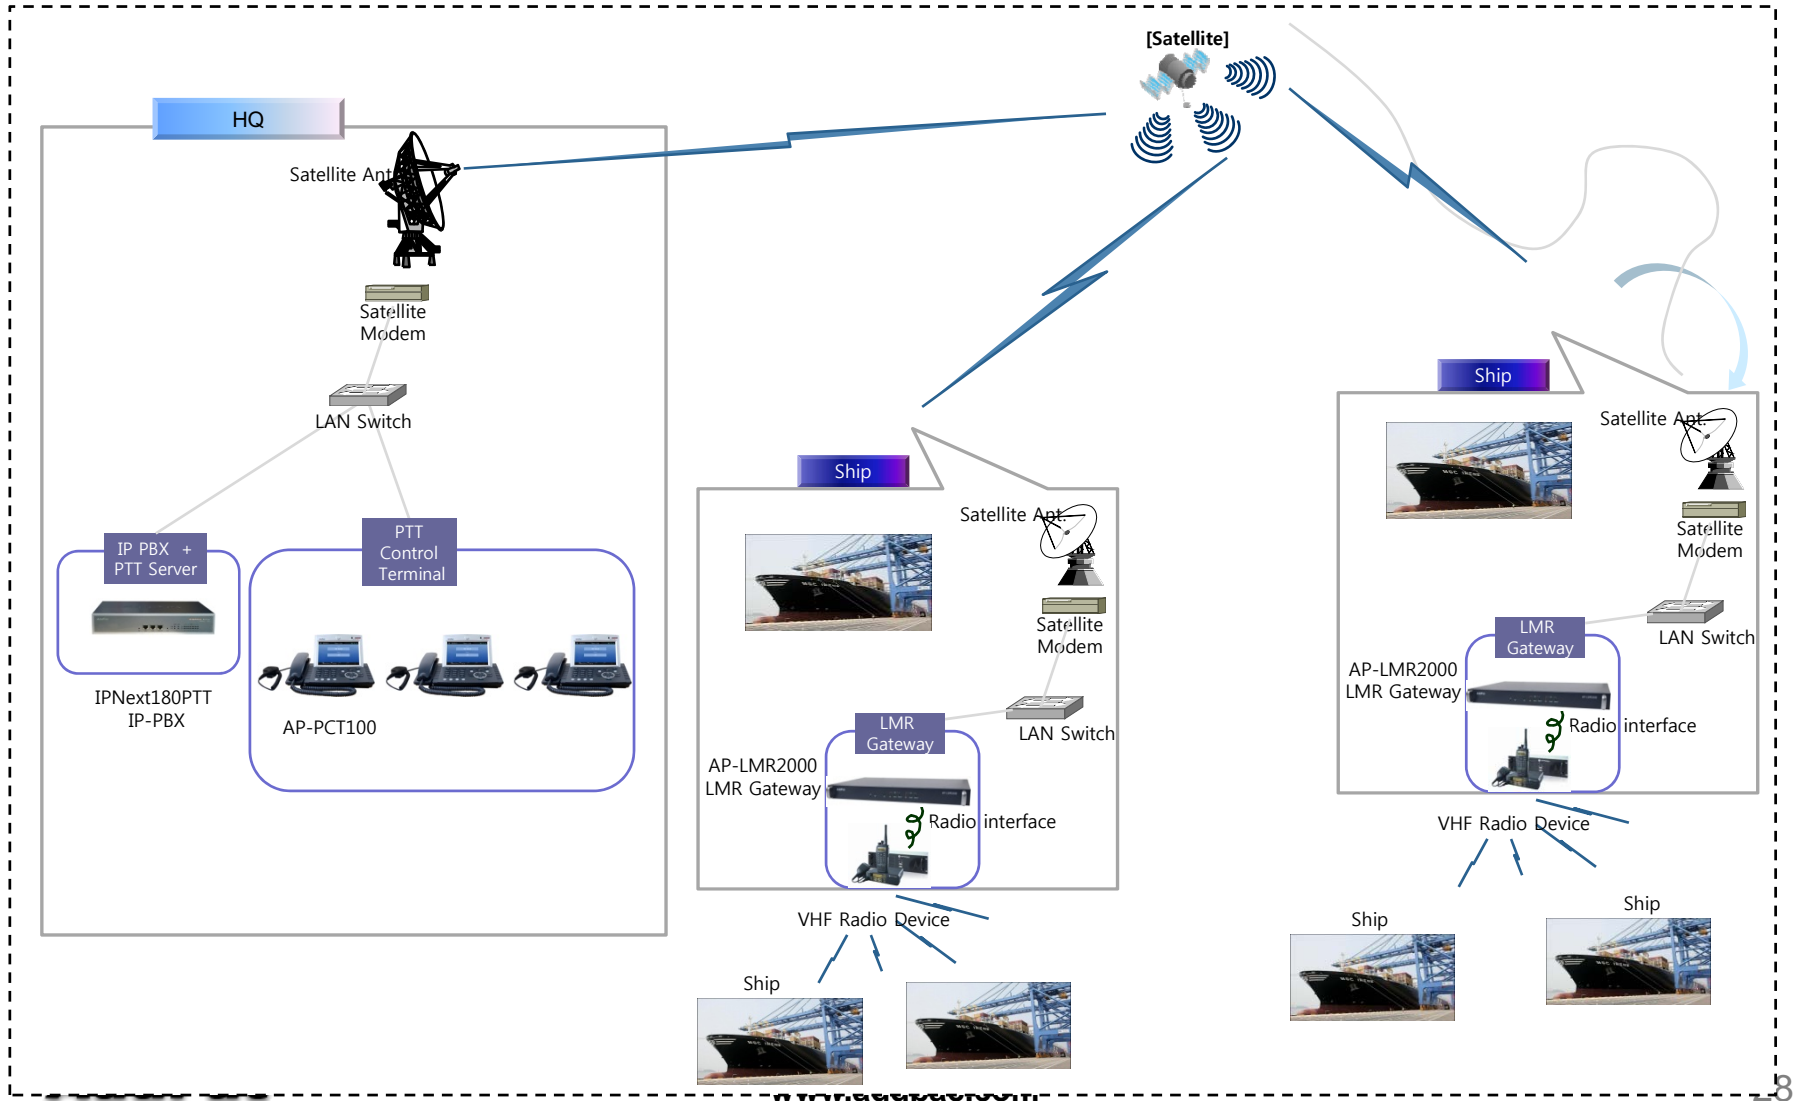 [Satellite]
HQ
Satellite Ant.
Satellite
Modem
LAN Switch
IP PBX +
PTT Server
IPNext180PTT
IP-PBX
PTT
Control
Terminal
AP-PCT100
Ship
Satellite Ant.
Satellite
Modem
LAN Switch
LMR
Gateway
AP-LMR2000
LMR Gateway
Radio interface
VHF Radio Device
Ship
Ship
Satellite Ant.
Satellite
Modem
LAN Switch
LMR
Gateway
AP-LMR2000
LMR Gateway
Radio interface
VHF Radio Device
Ship
Ship